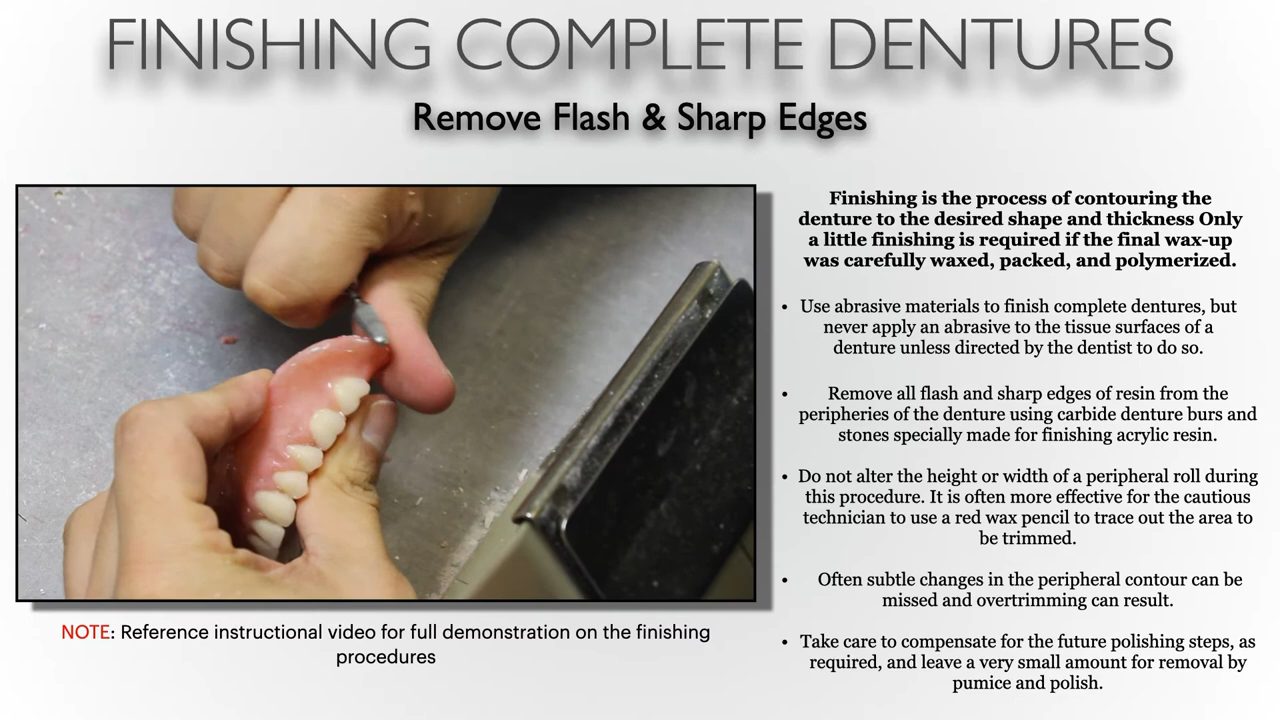 FINISHING COMPLETE DENTURES
Remove Flash & Sharp Edges
Finishing is the process of contouring the
denture to the desired shape and thickness Only
a little finishing is required if the final wax-up
was carefully waxed, packed, and polymerized.
• Use abrasive materials to finish complete dentures, but
never apply an abrasive to the tissue surfaces of a
denture unless directed by the dentist to do so.
• Remove all flash and sharp edges of resin from the
peripheries of the denture using carbide denture burs and
stones specially made for finishing acrylic resin.
• Do not alter the height or width of a peripheral roll during
this procedure. It is often more effective for the cautious
technician to use a red wax pencil to trace out the area to
be trimmed.
• Often subtle changes in the peripheral contour can be
missed and overtrimming can result.
• Take care to compensate for the future polishing steps, as
required, and leave a very small amount for removal by
pumice and polish.
NOTE: Reference instructional video for full demonstration on the finishing
procedures